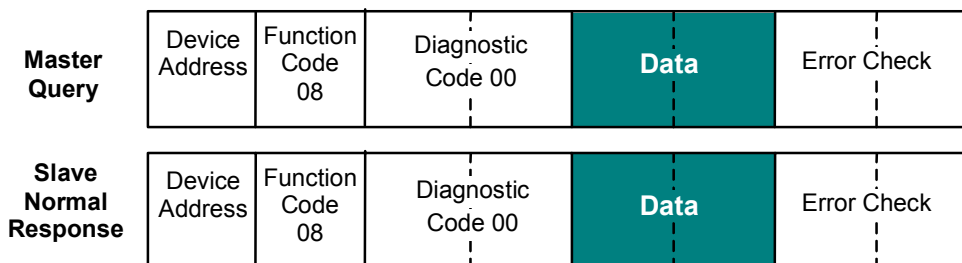 Master
Query
Device
Address
Function
Code
08
Diagnostic
Code 00
Data
Error Check
Slave
Normal
Response
Device
Address
Function
Code
08
Diagnostic
Code 00
Data
Error Check